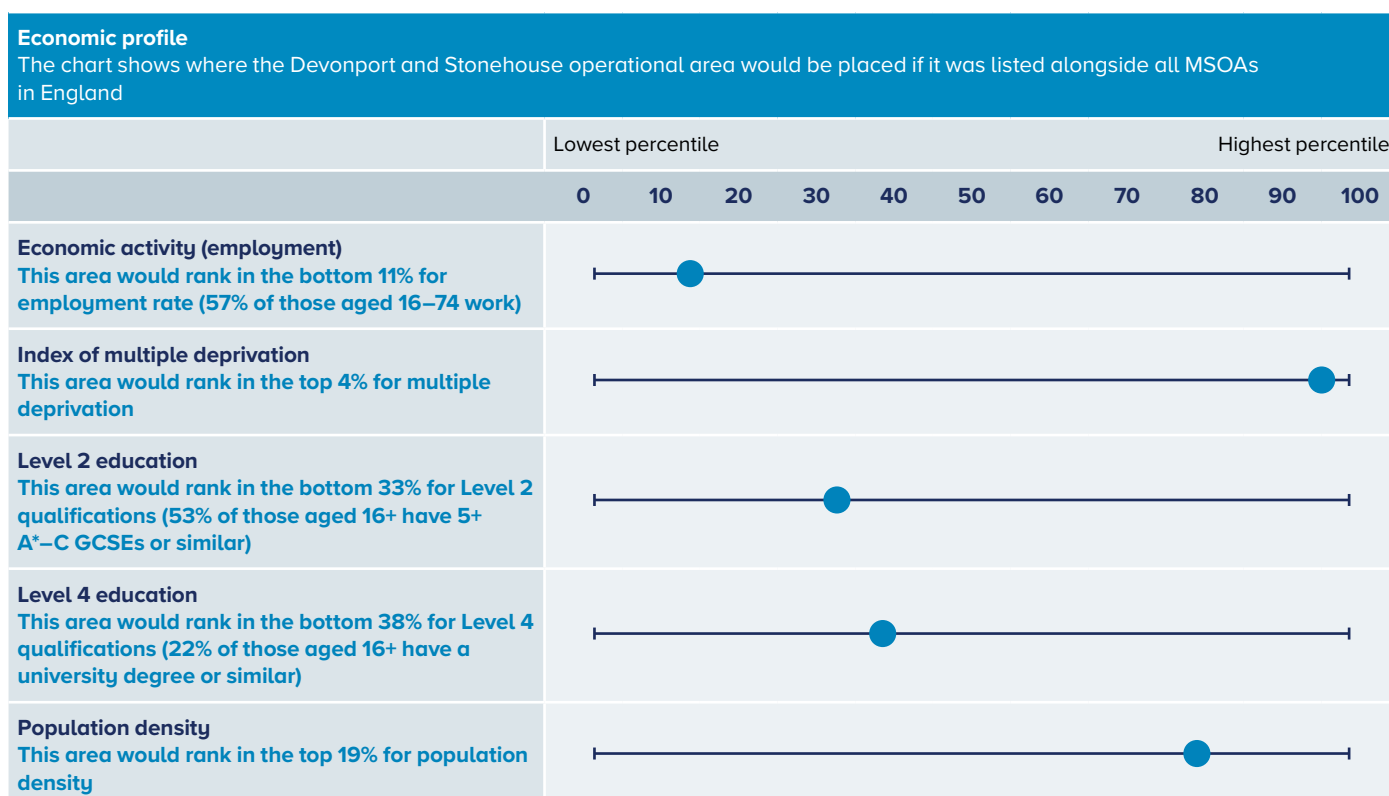 Economic profile
The chart shows where the Devonport and Stonehouse operational area would be placed if it was listed alongside all MSOAs
in England
Lowest percentile Highest percentile
0 10 20 30 40 50 60 70 80 90 100
Economic activity (employment)
This area would rank in the bottom 11% for
employment rate (57% of those aged 16–74 work)
Index of multiple deprivation
This area would rank in the top 4% for multiple
deprivation
Level 2 education
This area would rank in the bottom 33% for Level 2
qualifications (53% of those aged 16+ have 5+
A*–C GCSEs or similar)
Level 4 education
This area would rank in the bottom 38% for Level 4
qualifications (22% of those aged 16+ have a
university degree or similar)
Population density
This area would rank in the top 19% for population
density